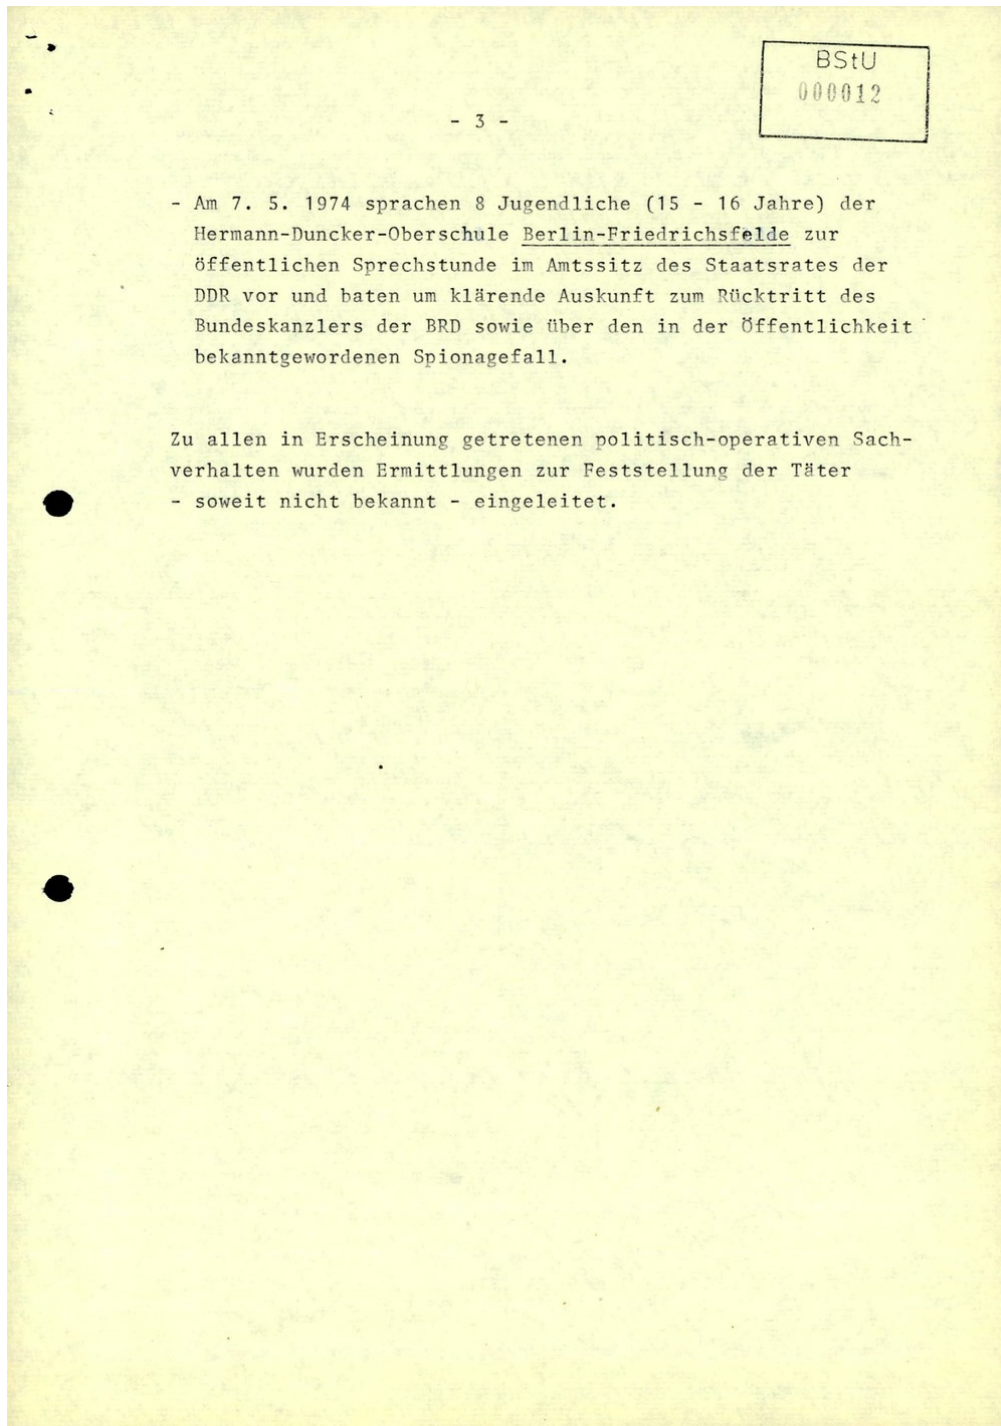 BStU
000012
- 3 -
- Am 7. 5. 1974 sprachen 8 Jugendliche (15 - 16 Jahre) der
Hermann-Duncker-Oberschule Berlin-Friedrichsfelde zur
öffentlichen Sprechstunde im Amtssitz des Staatsrates der
DDR vor und baten um klärende Auskunft zum Rücktritt des
Bundeskanzlers der BRD sowie über den in der Öffentlichkeit
bekanntgewordenen Spionagefall.
Zu allen in Erscheinung getretenen politisch-operativen Sach-
verhalten wurden Ermittlungen zur Feststellung der Täter
- soweit nicht bekannt - eingeleitet.